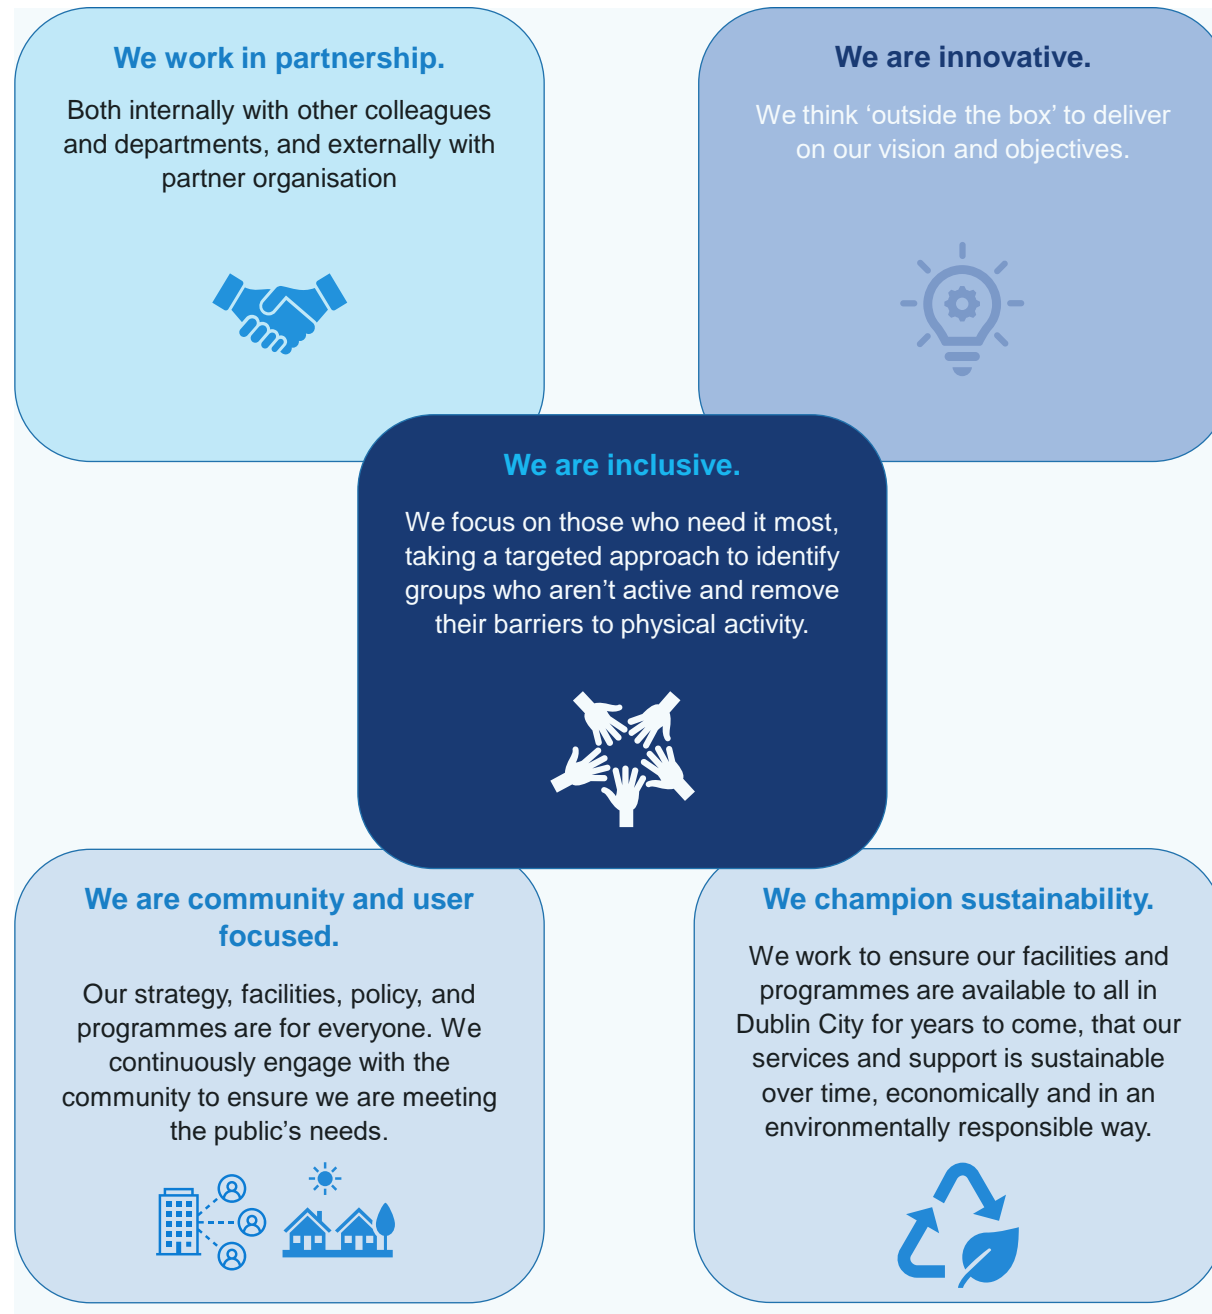 We work in partnership.
Both internally with other colleagues
and departments, and externally with
partner organisation
We are innovative.
We think ‘outside the box’ to deliver
on our vision and objectives.
We are inclusive.
We focus on those who need it most,
taking a targeted approach to identify
groups who aren’t active and remove
their barriers to physical activity.
We are community and user
focused.
Our strategy, facilities, policy, and
programmes are for everyone. We
continuously engage with the
community to ensure we are meeting
the public’s needs.
We champion sustainability.
We work to ensure our facilities and
programmes are available to all in
Dublin City for years to come, that our
services and support is sustainable
over time, economically and in an
environmentally responsible way.